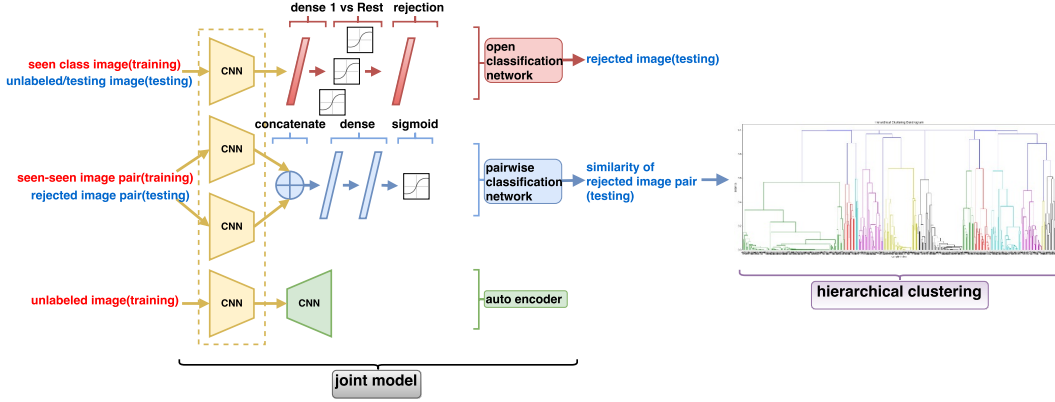 dense 1 vs Rest rejection
seen class image(training)
unlabeled/testing image(testing)
CNN
open
classification
network
rejected image(testing)
concatenate dense sigmoid
CNN
seen-seen image pair(training)
rejected image pair(testing)
CNN
pairwise
classification
network
similarity of
rejected image pair
(testing)
unlabeled image(training)
CNN
CNN
auto encoder
hierarchical clustering
joint model